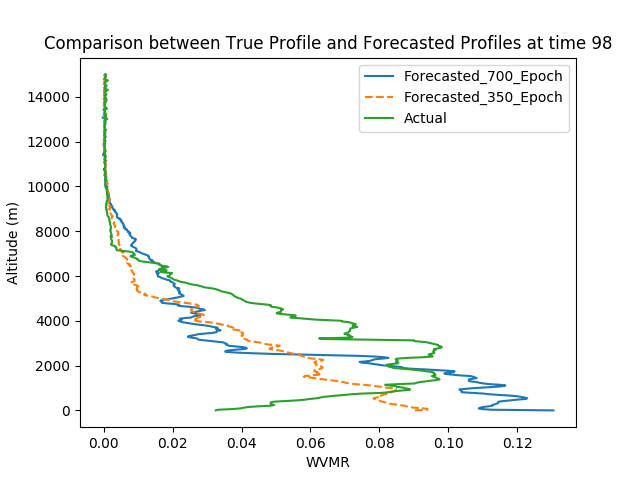 Comparison between True Profile and Forecasted Profiles at time 98
Forecasted_700_Epoch
Forecasted_350_Epoch
Actual
Altitude (m)
14000
12000
10000
8000
6000
4000
2000
0
0.00 0.02 0.04 0.06 0.08 0.10 0.12
WVMR